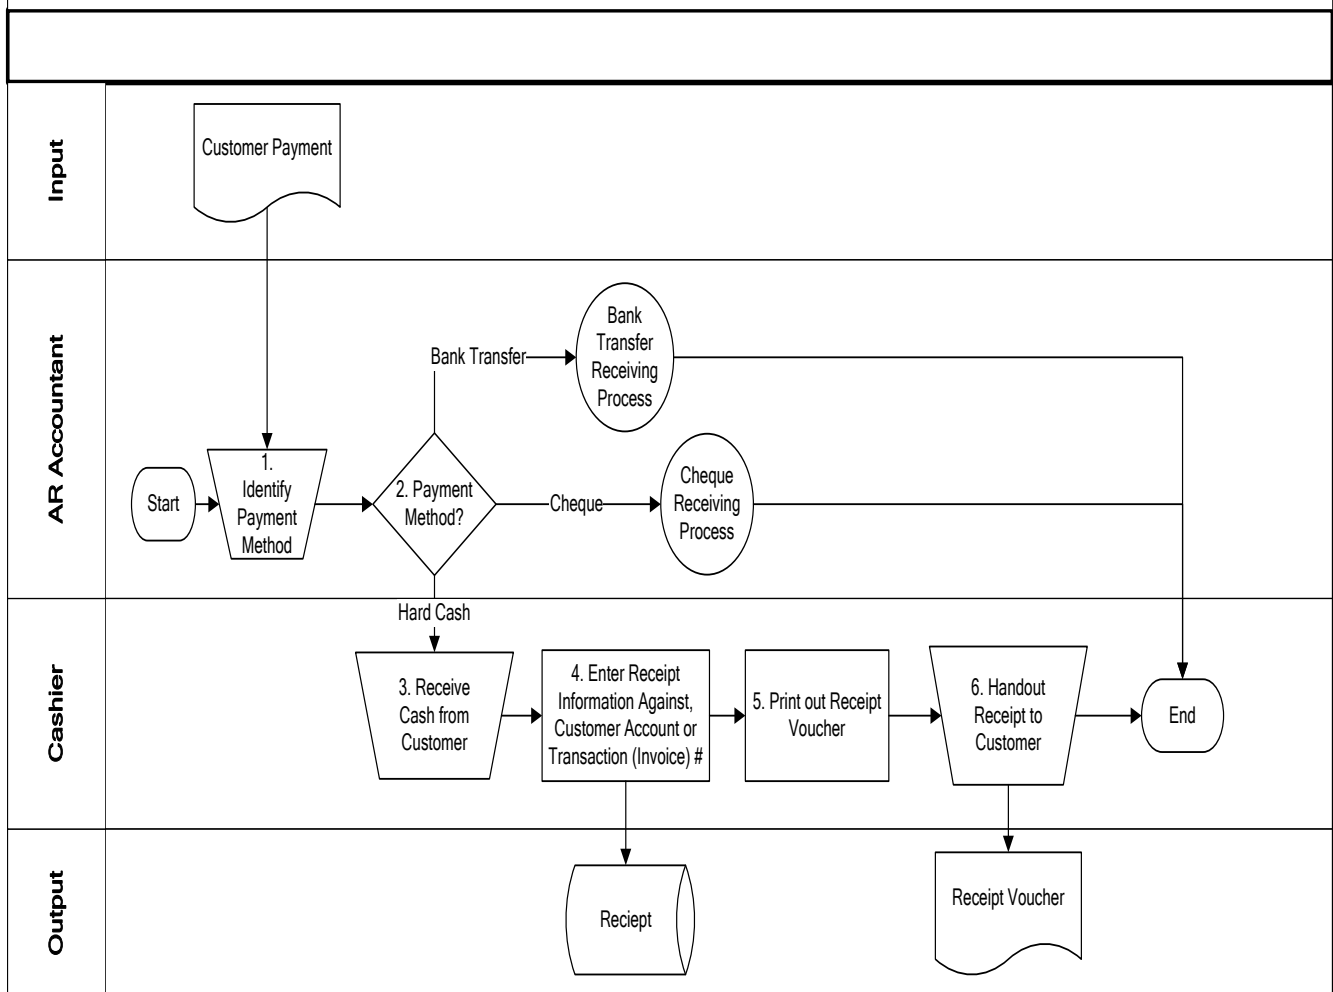 Input
Customer Payment
AR Accountant
Bank
Transfer
Receiving
Process
Bank Transfer
Start
1.
Identify
Payment
Method
2. Payment
Method?
Cheque
Cheque
Receiving
Process
Hard Cash
Cashier
3. Receive
Cash from
Customer
4. Enter Receipt
Information Against,
Customer Account or
Transaction (Invoice) #
5. Print out Receipt
Voucher
6. Handout
Receipt to
Customer
End
Output
Reciept
Receipt Voucher